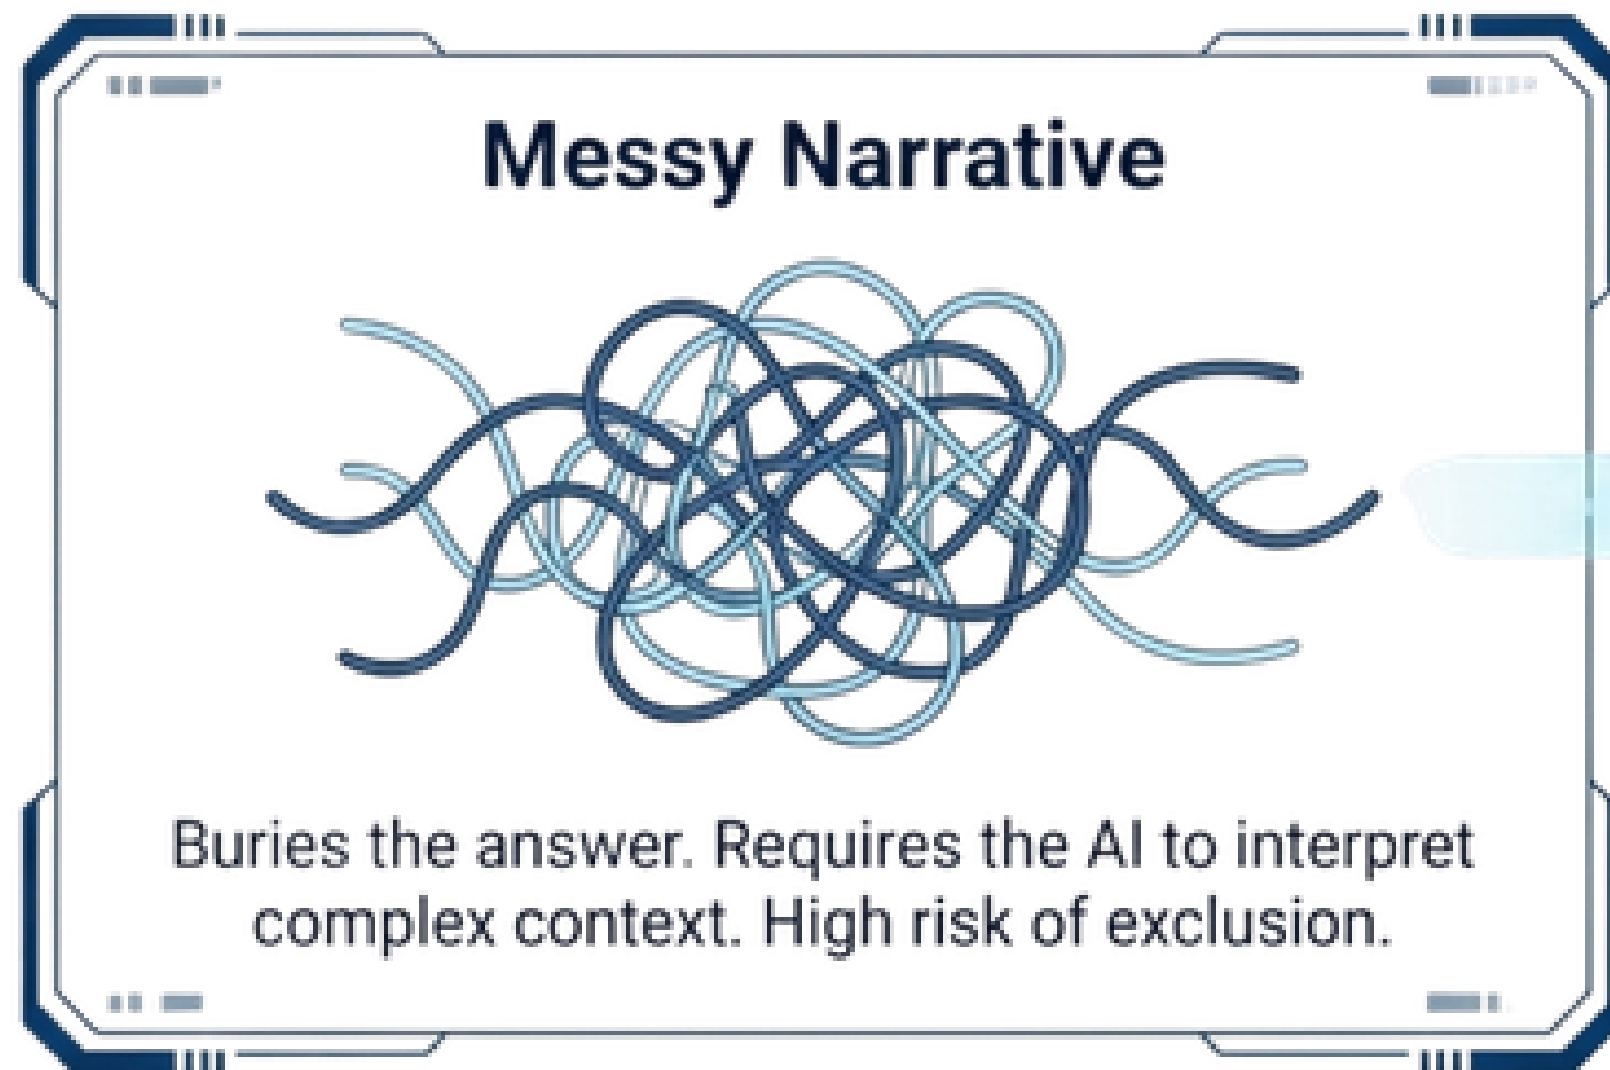 Messy Narrative
Buries the answer. Requires the AI to interpret
complex context. High risk of exclusion.